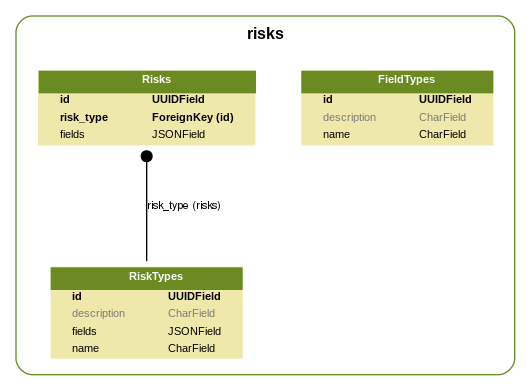 risks
Risks
id UUIDField
risk_type ForeignKey (id)
fields JSONField
FieldTypes
id UUIDField
description CharField
name CharField
risk_type (risks)
RiskTypes
id UUIDField
description CharField
fields JSONField
name CharField